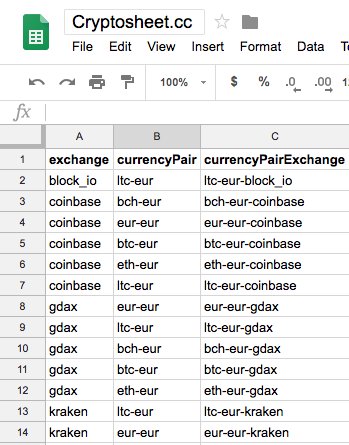 Cryptosheet.cc
File Edit View Insert Format Data
100% $ % .0 .00
fx
A B C
1 exchange currencyPair currencyPairExchange
2 block_io ltc-eur ltc-eur-block_io
3 coinbase bch-eur bch-eur-coinbase
4 coinbase eur-eur eur-eur-coinbase
5 coinbase btc-eur btc-eur-coinbase
6 coinbase eth-eur eth-eur-coinbase
7 coinbase ltc-eur ltc-eur-coinbase
8 gdax eur-eur eur-eur-gdax
9 gdax ltc-eur ltc-eur-gdax
10 gdax bch-eur bch-eur-gdax
11 gdax btc-eur btc-eur-gdax
12 gdax eth-eur eth-eur-gdax
13 kraken ltc-eur ltc-eur-kraken
14 kraken eur-eur eur-eur-kraken